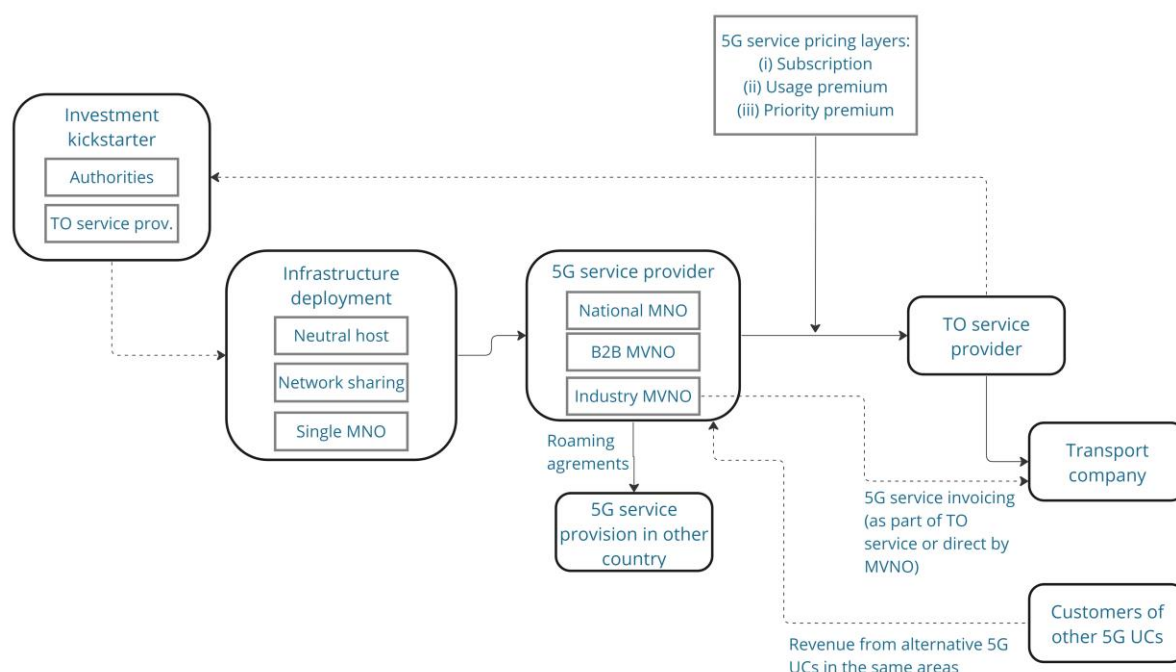 5G service pricing layers:
(i) Subscription
(ii) Usage premium
(iii) Priority premium
Investment
kickstarter
Authorities
TO service prov.
Infrastructure
deployment
Neutral host
Network sharing
Single MNO
5G service provider
National MNO
B2B MVNO
Industry MVNO
TO service
provider
Roaming
agrements
5G service
provision in other
country
Transport
company
5G service invoicing
(as part of TO
service or direct by
MVNO)
Customers of
other 5G UCs
Revenue from alternative 5G
UCs in the same areas